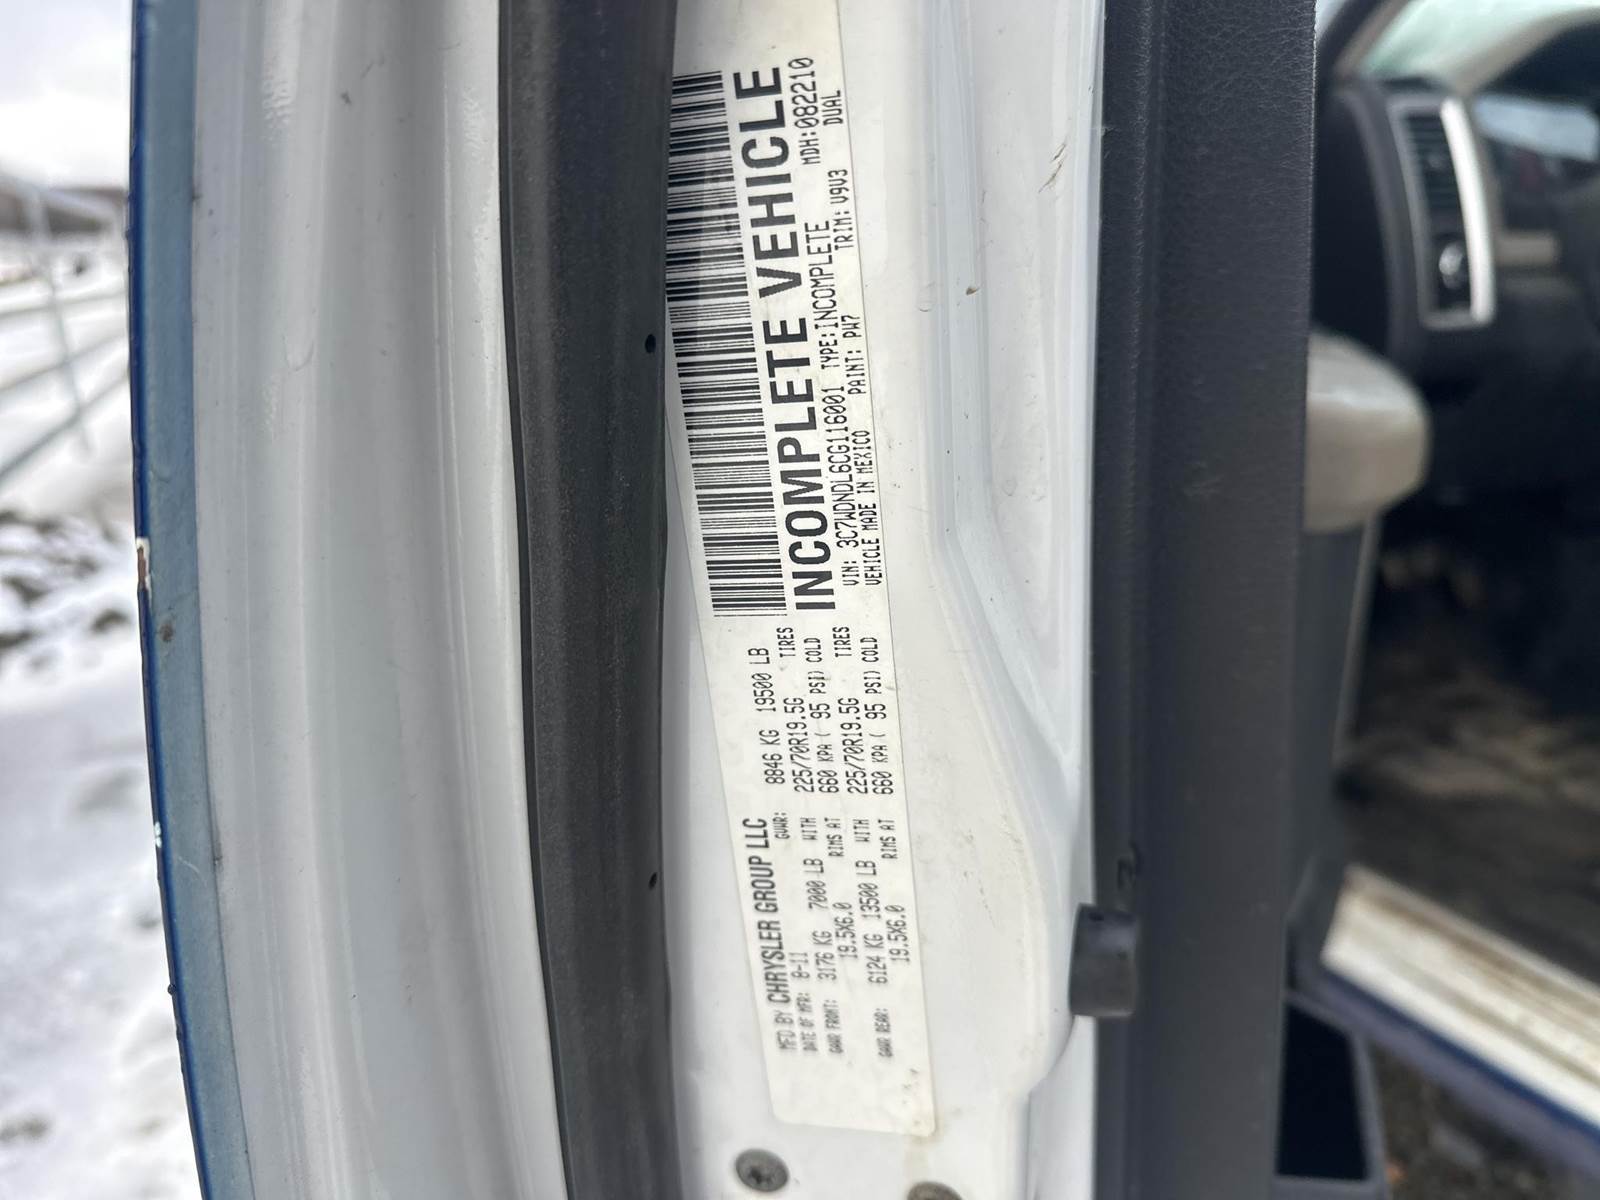 MFD BY CHRYSLER GROUP LLC
DATE OF MFR: 8-11 GVWR: 8846 KG 19500 LB
GAWR FRONT: 3176 KG 7000 LB WITH 225/70R19.5G TIRES
19.5X6.0 RIMS AT 660 KPA ( 95 PSI) COLD
GAWR REAR: 6124 KG 13500 LB WITH 225/70R19.5G TIRES
19.5X6.0 RIMS AT 660 KPA ( 95 PSI) COLD
INCOMPLETE VEHICLE
VIN: 3C7WDNDL6CG116001 TYPE:INCOMPLETE MDH:082210
VEHICLE MADE IN MEXICO PAINT: PW7 TRIM: V9V3 DUAL